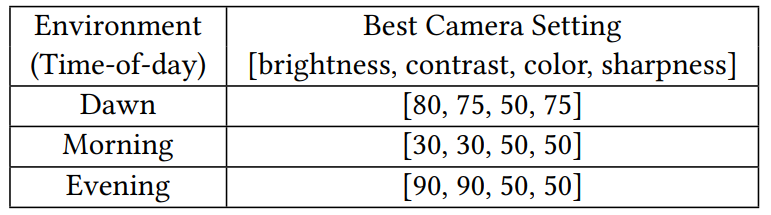 Environment Best Camera Setting
(Time-of-day) [brightness, contrast, color, sharpness]
Dawn [80, 75, 50, 75]
Morning [30, 30, 50, 50]
Evening [90, 90, 50, 50]